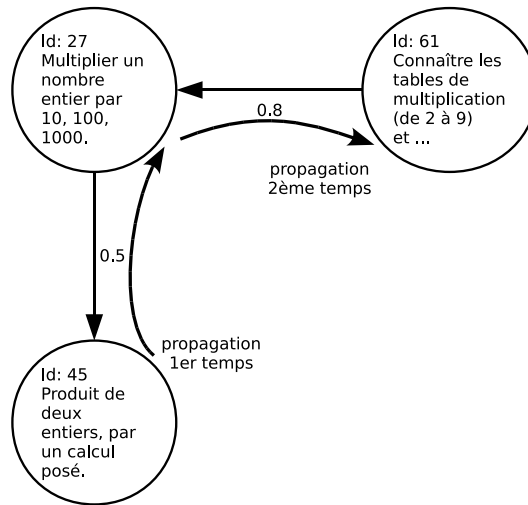 Id: 27
Multiplier un
nombre
entier par
10, 100,
1000.
Id: 61
Connaître les
tables de
multiplication
(de 2 à 9)
et ...
0.8
propagation
2ème temps
0.5
propagation
1er temps
Id: 45
Produit de
deux
entiers, par
un calcul
posé.